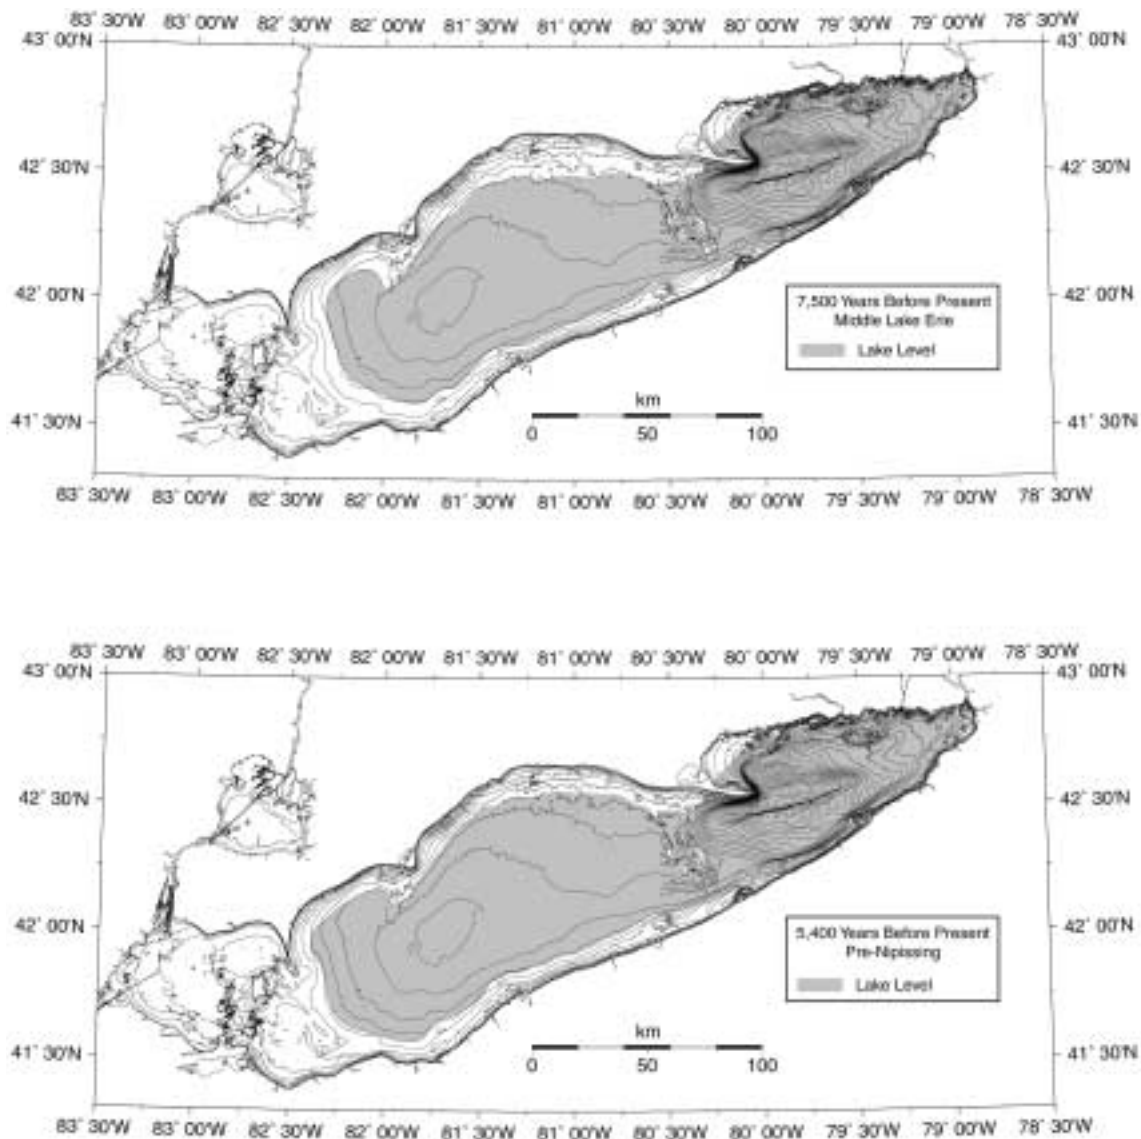 83° 30'W 83° 00'W 82° 30'W 82° 00'W 81° 30'W 81° 00'W 80° 30'W 80° 00'W 79° 30'W 79° 00'W 78° 30'W
43° 00'N 43° 00'N
42° 30'N 42° 30'N
42° 00'N 42° 00'N
7,500 Years Before Present
Middle Lake Erie
Lake Level
km
0 50 100
41° 30'N 41° 30'N
83° 30'W 83° 00'W 82° 30'W 82° 00'W 81° 30'W 81° 00'W 80° 30'W 80° 00'W 79° 30'W 79° 00'W 78° 30'W
83° 30'W 83° 00'W 82° 30'W 82° 00'W 81° 30'W 81° 00'W 80° 30'W 80° 00'W 79° 30'W 79° 00'W 78° 30'W
43° 00'N 43° 00'N
42° 30'N 42° 30'N
42° 00'N 42° 00'N
5,400 Years Before Present
Pre-Nipissing
Lake Level
km
0 50 100
41° 30'N 41° 30'N
83° 30'W 83° 00'W 82° 30'W 82° 00'W 81° 30'W 81° 00'W 80° 30'W 80° 00'W 79° 30'W 79° 00'W 78° 30'W